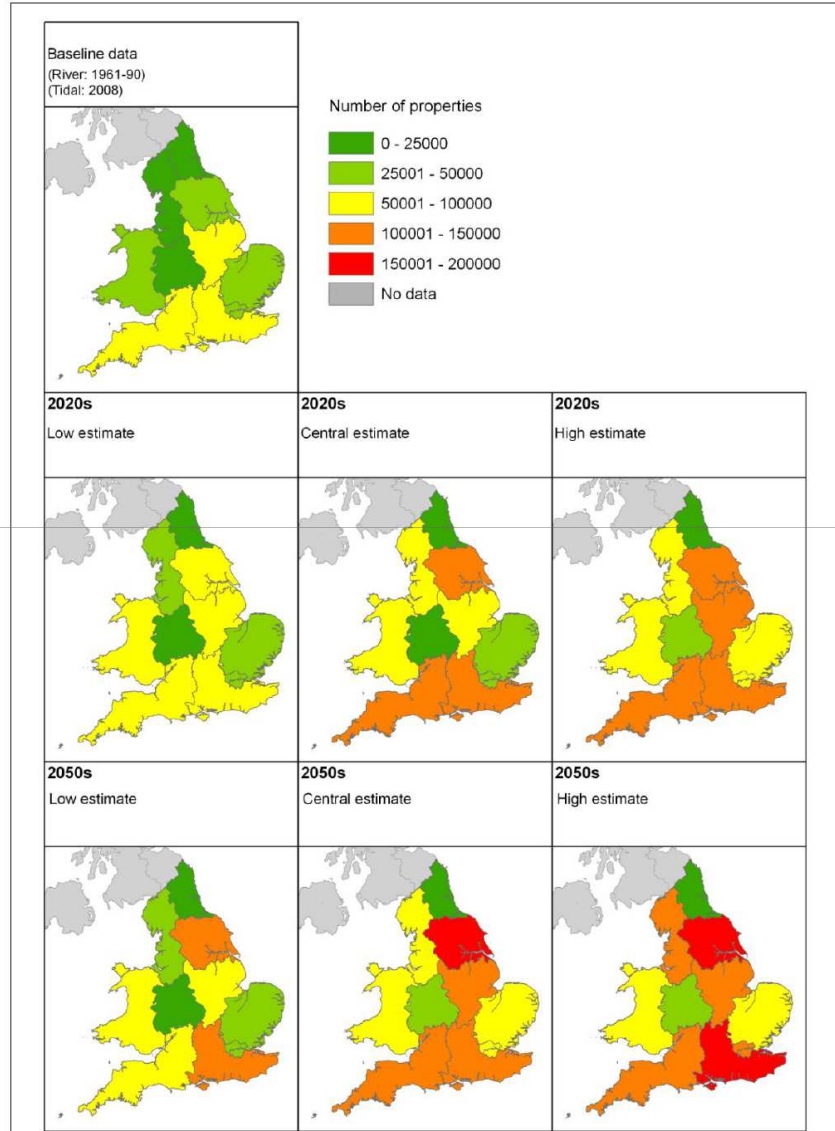 Baseline data
(River: 1961-90)
(Tidal: 2008)
Number of properties
0 - 25000
25001 - 50000
50001 - 100000
100001 - 150000
150001 - 200000
No data
2020s
Low estimate
2020s
Central estimate
2020s
High estimate
2050s
Low estimate
2050s
Central estimate
2050s
High estimate